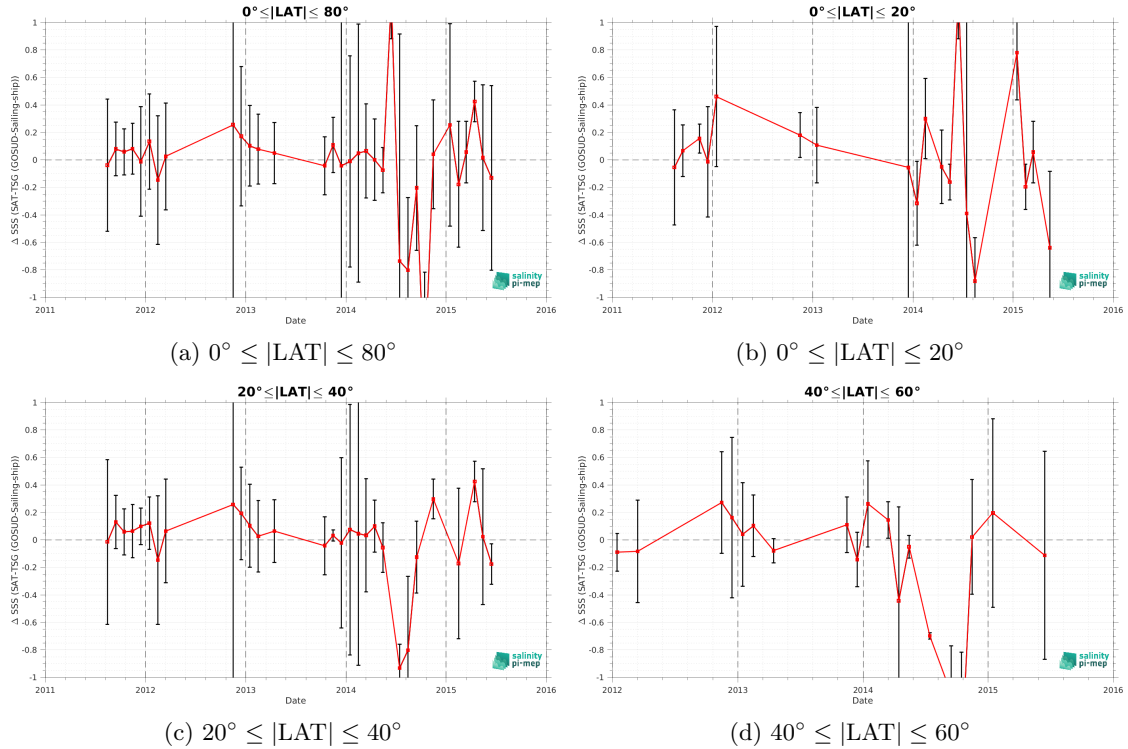 0°≤|LAT|≤ 80°
Δ SSS (SAT-TSG (GOSUD-Sailing-ship))
1
0.8
0.6
0.4
0.2
0
-0.2
-0.4
-0.6
-0.8
-1
2011 2012 2013 2014 2015 2016
Date
salinity
pi-mep
(a) 0° ≤ |LAT| ≤ 80°
0°≤|LAT|≤ 20°
Δ SSS (SAT-TSG (GOSUD-Sailing-ship))
1
0.8
0.6
0.4
0.2
0
-0.2
-0.4
-0.6
-0.8
-1
2011 2012 2013 2014 2015 2016
Date
salinity
pi-mep
(b) 0° ≤ |LAT| ≤ 20°
20°≤|LAT|≤ 40°
Δ SSS (SAT-TSG (GOSUD-Sailing-ship))
1
0.8
0.6
0.4
0.2
0
-0.2
-0.4
-0.6
-0.8
-1
2011 2012 2013 2014 2015 2016
Date
salinity
pi-mep
(c) 20° ≤ |LAT| ≤ 40°
40°≤|LAT|≤ 60°
Δ SSS (SAT-TSG (GOSUD-Sailing-ship))
1
0.8
0.6
0.4
0.2
0
-0.2
-0.4
-0.6
-0.8
-1
2012 2013 2014 2015 2016
Date
salinity
pi-mep
(d) 40° ≤ |LAT| ≤ 60°